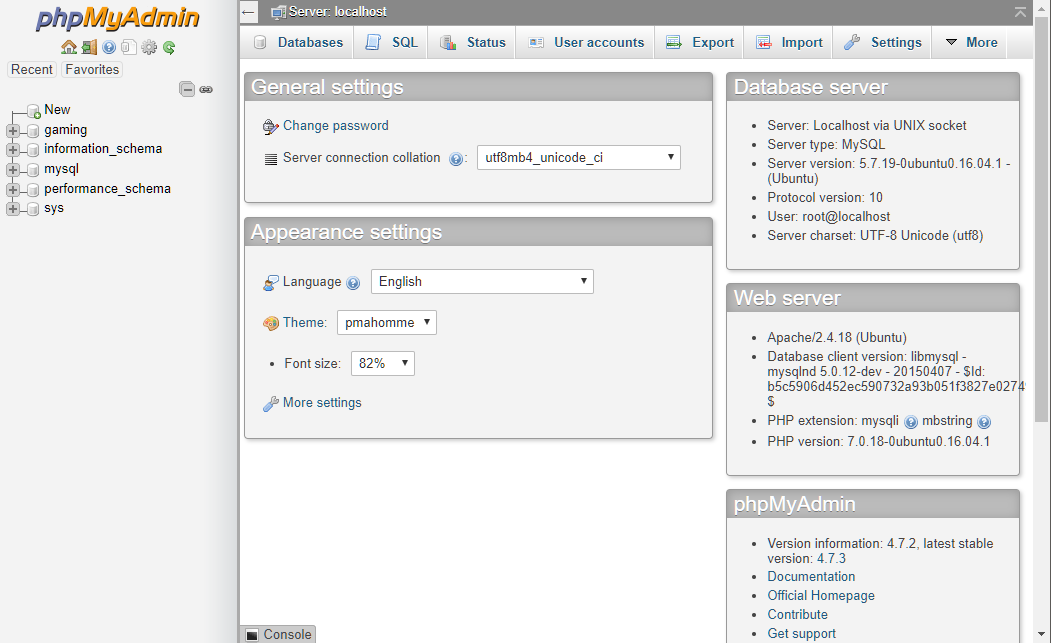 phpMyAdmin
Recent Favorites
New
gaming
information_schema
mysql
performance_schema
sys
Server: localhost
Databases SQL Status User accounts Export Import Settings More
General settings
Change password
Server connection collation : utf8mb4_unicode_ci
Appearance settings
Language English
Theme: pmahomme
• Font size: 82%
More settings
Database server
• Server: Localhost via UNIX socket
• Server type: MySQL
• Server version: 5.7.19-0ubuntu0.16.04.1 -
(Ubuntu)
• Protocol version: 10
• User: root@localhost
• Server charset: UTF-8 Unicode (utf8)
Web server
• Apache/2.4.18 (Ubuntu)
• Database client version: libmysql -
mysqlnd 5.0.12-dev - 20150407 - $Id:
b5c5906d452ec590732a93b051f3827e0274
$
• PHP extension: mysqli mbstring
• PHP version: 7.0.18-0ubuntu0.16.04.1
phpMyAdmin
• Version information: 4.7.2, latest stable
version: 4.7.3
• Documentation
• Official Homepage
• Contribute
• Get support
Console